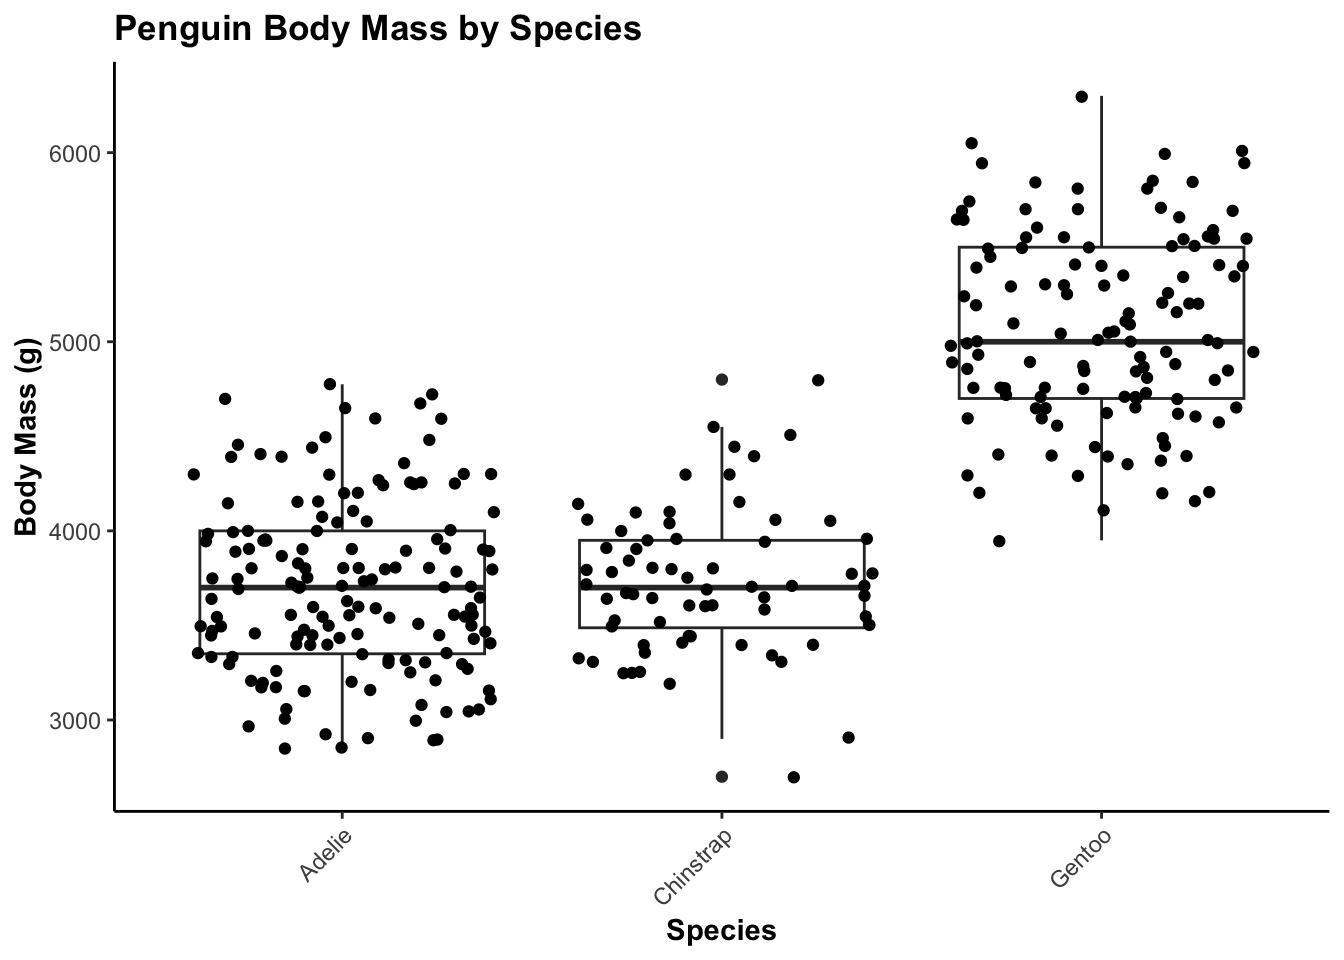 Penguin Body Mass by Species
Body Mass (g)
6000
5000
4000
3000
Adelie
Chinstrap
Gentoo
Species